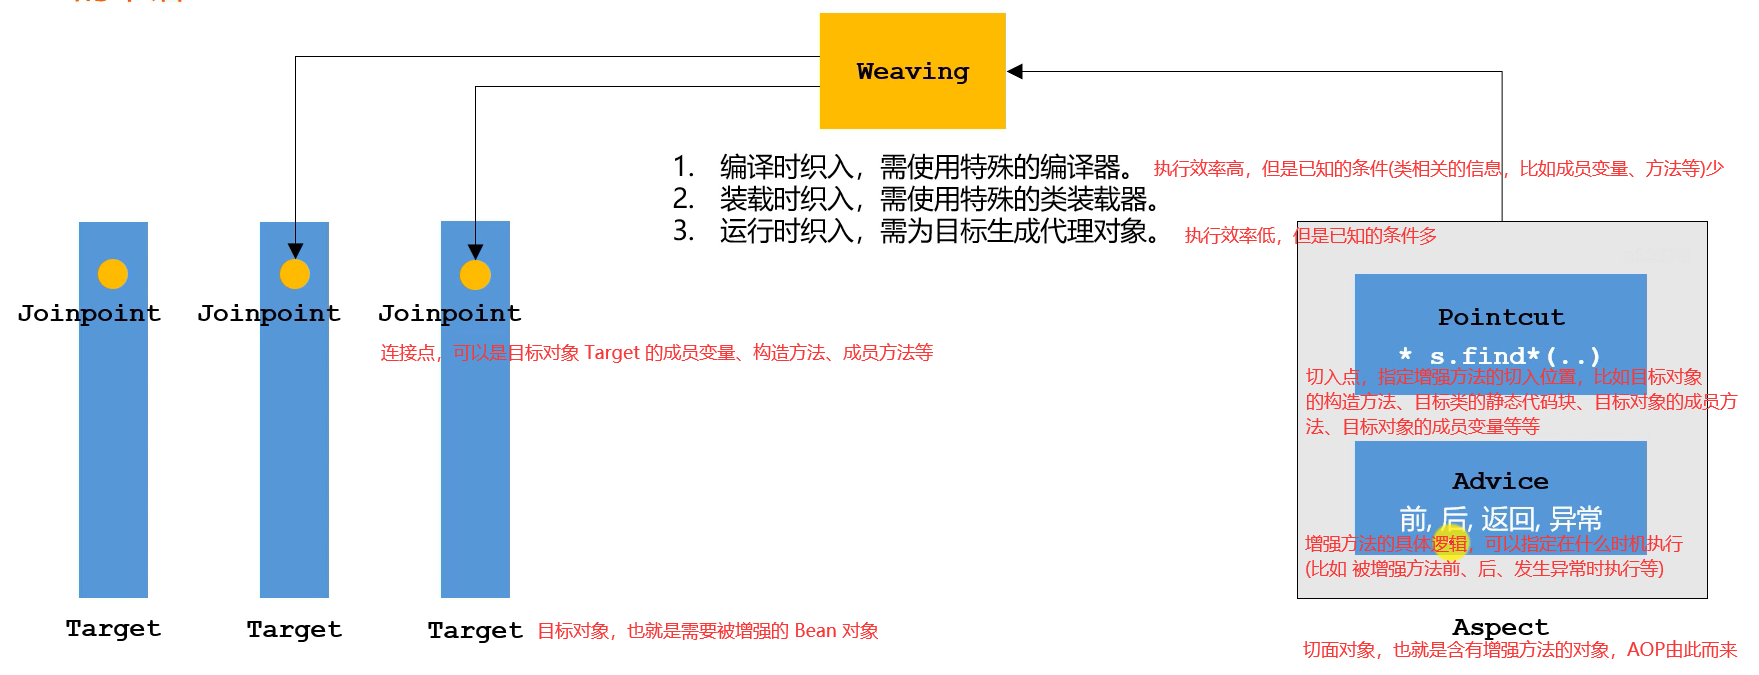 Weaving
1. 编译时织入，需使用特殊的编译器。 执行效率高，但是已知的条件(类相关的信息，比如成员变量、方法等)少
2. 装载时织入，需使用特殊的类装载器。
3. 运行时织入，需为目标生成代理对象。 执行效率低，但是已知的条件多
Joinpoint Joinpoint Joinpoint
连接点，可以是目标对象 Target 的成员变量、构造方法、成员方法等
Pointcut
* s.find*(..)
切入点，指定增强方法的切入位置，比如目标对象
的构造方法、目标类的静态代码块、目标对象的成员方
法、目标对象的成员变量等等
Advice
前, 后, 返回, 异常
增强方法的具体逻辑，可以指定在什么时机执行
(比如 被增强方法前、后、发生异常时执行等)
Target Target Target 目标对象，也就是需要被增强的 Bean 对象
Aspect
切面对象，也就是含有增强方法的对象，AOP由此而来